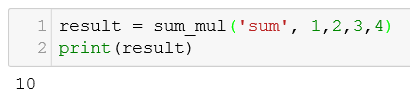 1 result = sum_mul('sum', 1,2,3,4)
2 print(result)
10